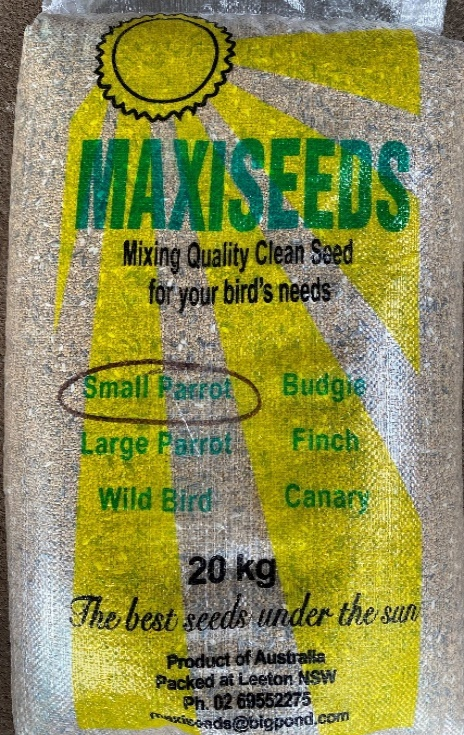 MAXISEEDS
Mixing Quality Clean Seed
for your bird's needs
Small Parrot Budgie
Large Parrot Finch
Wild Bird Canary
20 kg
The best seeds under the sun
Product of Australia
Packed at Leeton NSW
Ph. 02 69552275
maxiseeds@bigpond.com